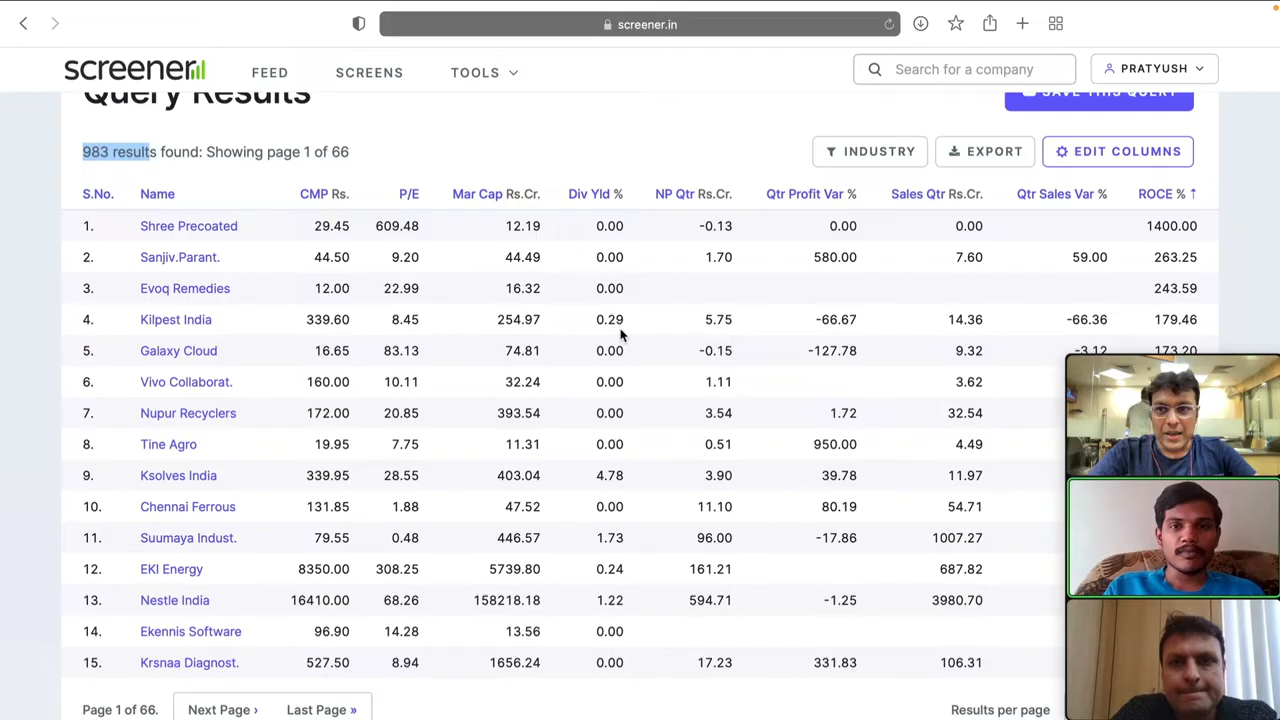 screener.in
screener FEED SCREENS TOOLS Search for a company PRATYUSH
Query Results SAVE THIS QUERY
983 results found: Showing page 1 of 66 INDUSTRY EXPORT EDIT COLUMNS
S.No. Name CMP Rs. P/E Mar Cap Rs.Cr. Div Yld % NP Qtr Rs.Cr. Qtr Profit Var % Sales Qtr Rs.Cr. Qtr Sales Var % ROCE % ↑
1. Shree Precoated 29.45 609.48 12.19 0.00 -0.13 0.00 0.00 1400.00
2. Sanjiv.Parant. 44.50 9.20 44.49 0.00 1.70 580.00 7.60 59.00 263.25
3. Evoq Remedies 12.00 22.99 16.32 0.00 243.59
4. Kilpest India 339.60 8.45 254.97 0.29 5.75 -66.67 14.36 -66.36 179.46
5. Galaxy Cloud 16.65 83.13 74.81 0.00 -0.15 -127.78 9.32 -3.12 173.20
6. Vivo Collaborat. 160.00 10.11 32.24 0.00 1.11 3.62
7. Nupur Recyclers 172.00 20.85 393.54 0.00 3.54 1.72 32.54
8. Tine Agro 19.95 7.75 11.31 0.00 0.51 950.00 4.49
9. Ksolves India 339.95 28.55 403.04 4.78 3.90 39.78 11.97
10. Chennai Ferrous 131.85 1.88 47.52 0.00 11.10 80.19 54.71
11. Suumaya Indust. 79.55 0.48 446.57 1.73 96.00 -17.86 1007.27
12. EKI Energy 8350.00 308.25 5739.80 0.24 161.21 687.82
13. Nestle India 16410.00 68.26 158218.18 1.22 594.71 -1.25 3980.70
14. Ekennis Software 96.90 14.28 13.56 0.00
15. Krsnaa Diagnost. 527.50 8.94 1656.24 0.00 17.23 331.83 106.31
Page 1 of 66. Next Page › Last Page » Results per page